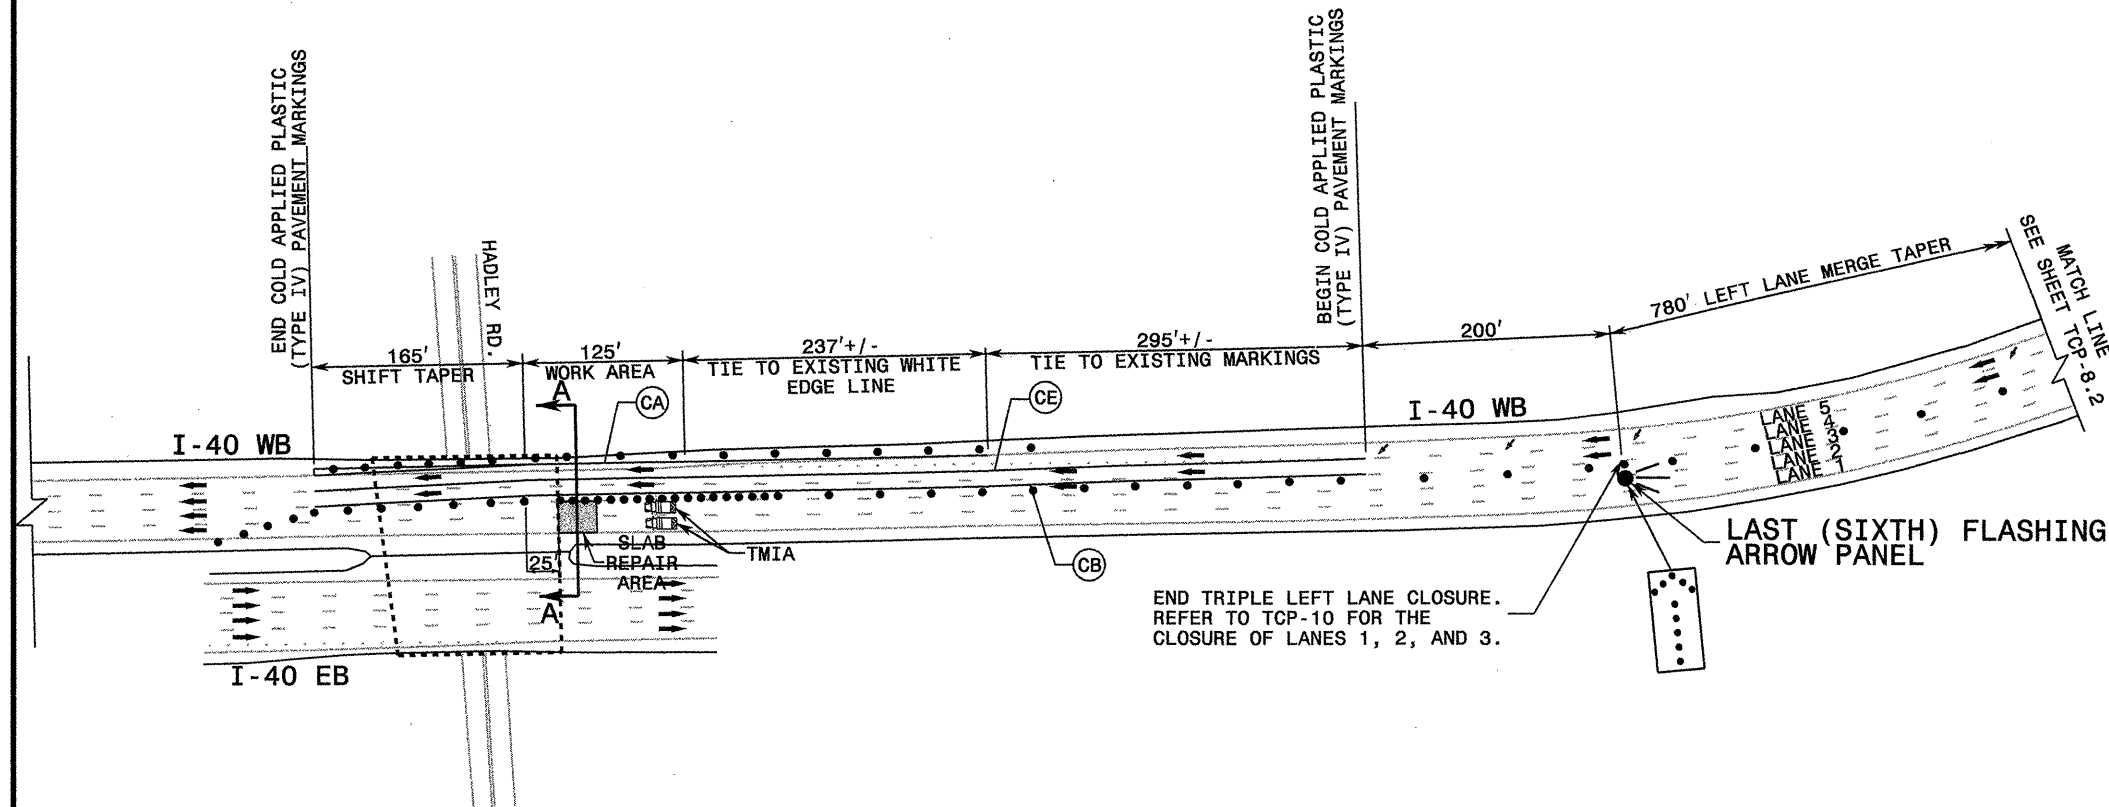 END COLD APPLIED PLASTIC
(TYPE IV) PAVEMENT MARKINGS
HADLEY RD.
BEGIN COLD APPLIED PLASTIC
(TYPE IV) PAVEMENT MARKINGS
MATCH LINE
SEE SHEET TCP-8.2
780' LEFT LANE MERGE TAPER
165'
SHIFT TAPER
125'
WORK AREA
237'+/-
TIE TO EXISTING WHITE
EDGE LINE
295'+/-
TIE TO EXISTING MARKINGS
200'
A
CA
CE
I-40 WB
I-40 WB
LANE 5
LANE 4
LANE 3
LANE 2
LANE 1
25'
SLAB
REPAIR
AREA
TMIA
CB
A
LAST (SIXTH) FLASHING
ARROW PANEL
END TRIPLE LEFT LANE CLOSURE.
REFER TO TCP-10 FOR THE
CLOSURE OF LANES 1, 2, AND 3.
I-40 EB